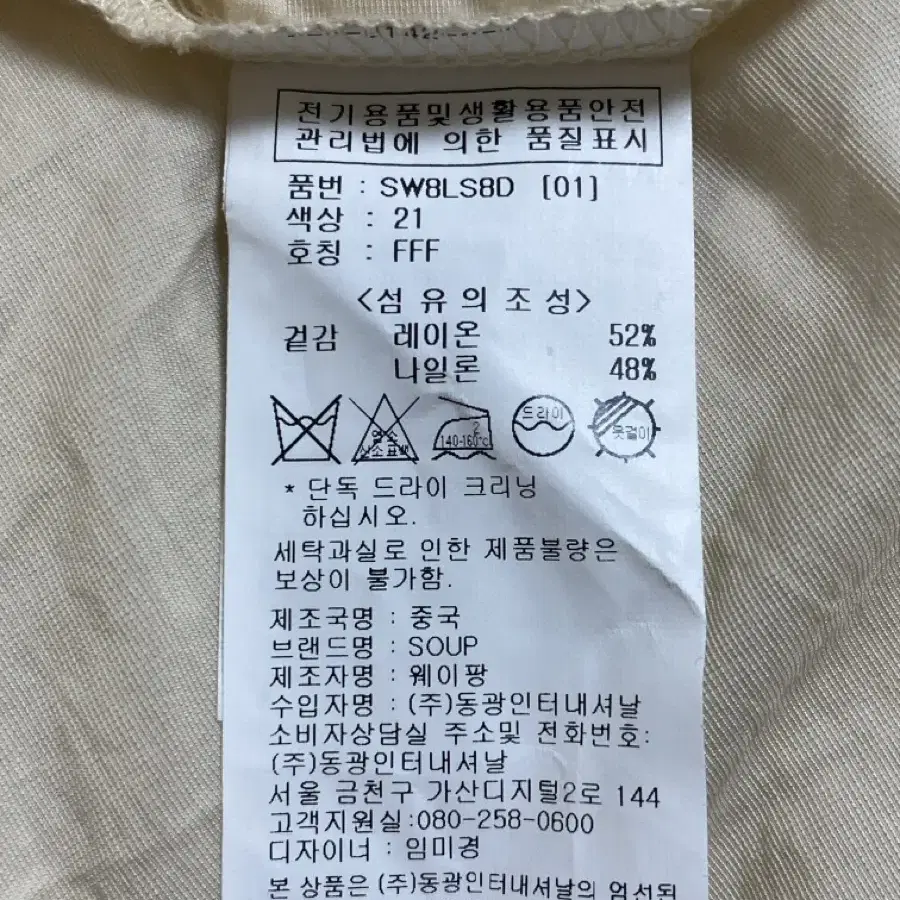 전기용품및생활용품안전
관리법에 의한 품질표시
품번 : SW8LS8D [01]
색상 : 21
호칭 : FFF
<섬유의조성>
겉감 레이온 52%
나일론 48%
염소
산소표백
2
140-160℃
드라이
옷걸이
* 단독 드라이 크리닝
하십시오.
세탁과실로 인한 제품불량은
보상이 불가함.
제조국명 : 중국
브랜드명 : SOUP
제조자명 : 웨이팡
수입자명 : (주)동광인터내셔날
소비자상담실 주소및 전화번호:
(주)동광인터내셔날
서울 금천구 가산디지털2로 144
고객지원실:080-258-0600
디자이너 : 임미경
본 상품은 (주)동광인터내셔날의 엄선된